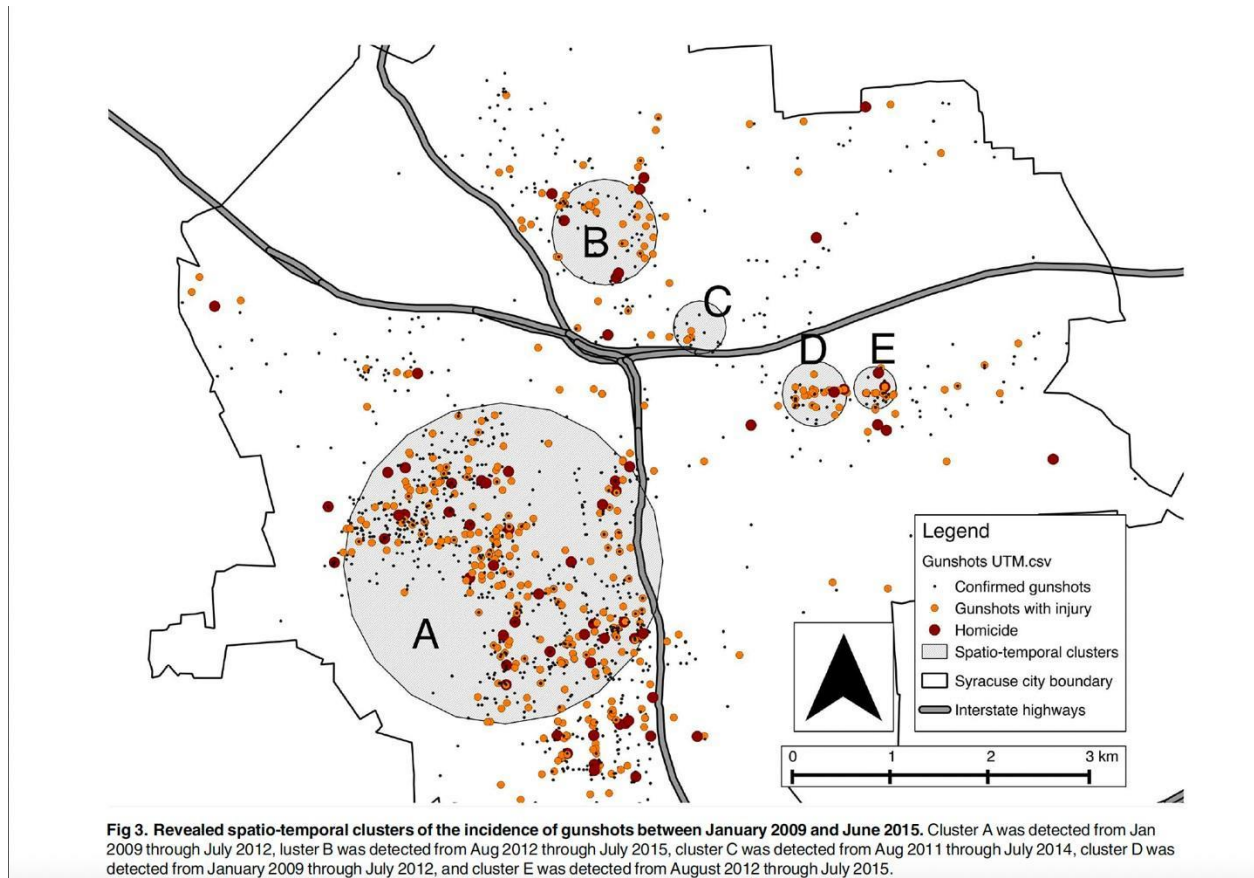 B
C
D
E
A
Legend
Gunshots UTM.csv
Confirmed gunshots
Gunshots with injury
Homicide
Spatio-temporal clusters
Syracuse city boundary
Interstate highways
0 1 2 3 km
Fig 3. Revealed spatio-temporal clusters of the incidence of gunshots between January 2009 and June 2015. Cluster A was detected from Jan
2009 through July 2012, luster B was detected from Aug 2012 through July 2015, cluster C was detected from Aug 2011 through July 2014, cluster D was
detected from January 2009 through July 2012, and cluster E was detected from August 2012 through July 2015.